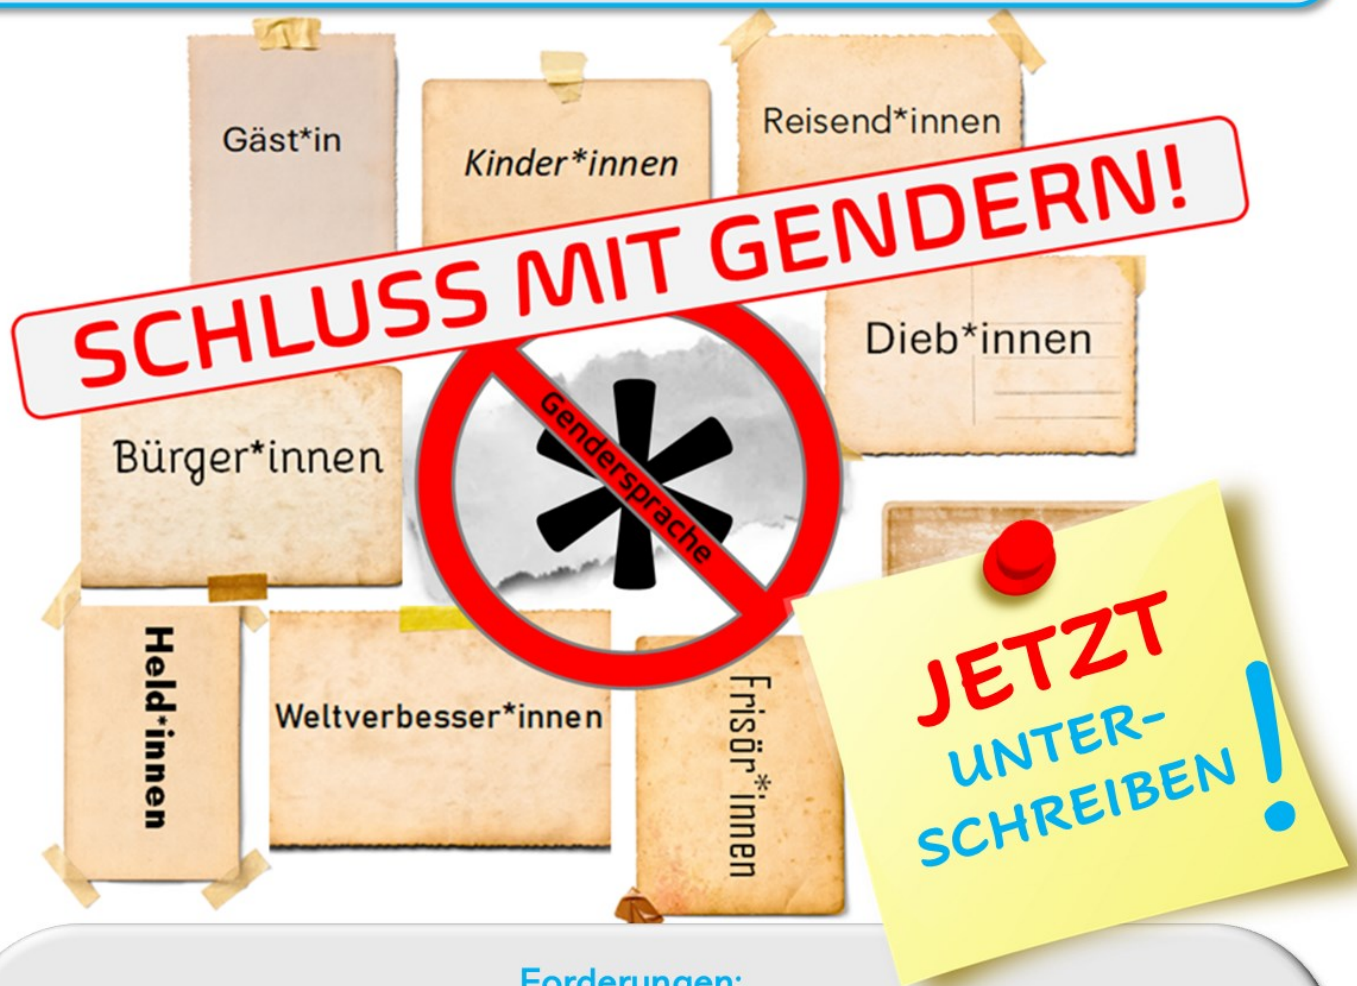 Gäst*in
Kinder*innen
Reisend*innen
SCHLUSS MIT GENDERN!
Dieb*innen
Bürger*innen
Gendersprache
Held*innen
Weltverbesser*innen
Frisör*innen
JETZT
UNTER-
SCHREIBEN!
Forderungen: